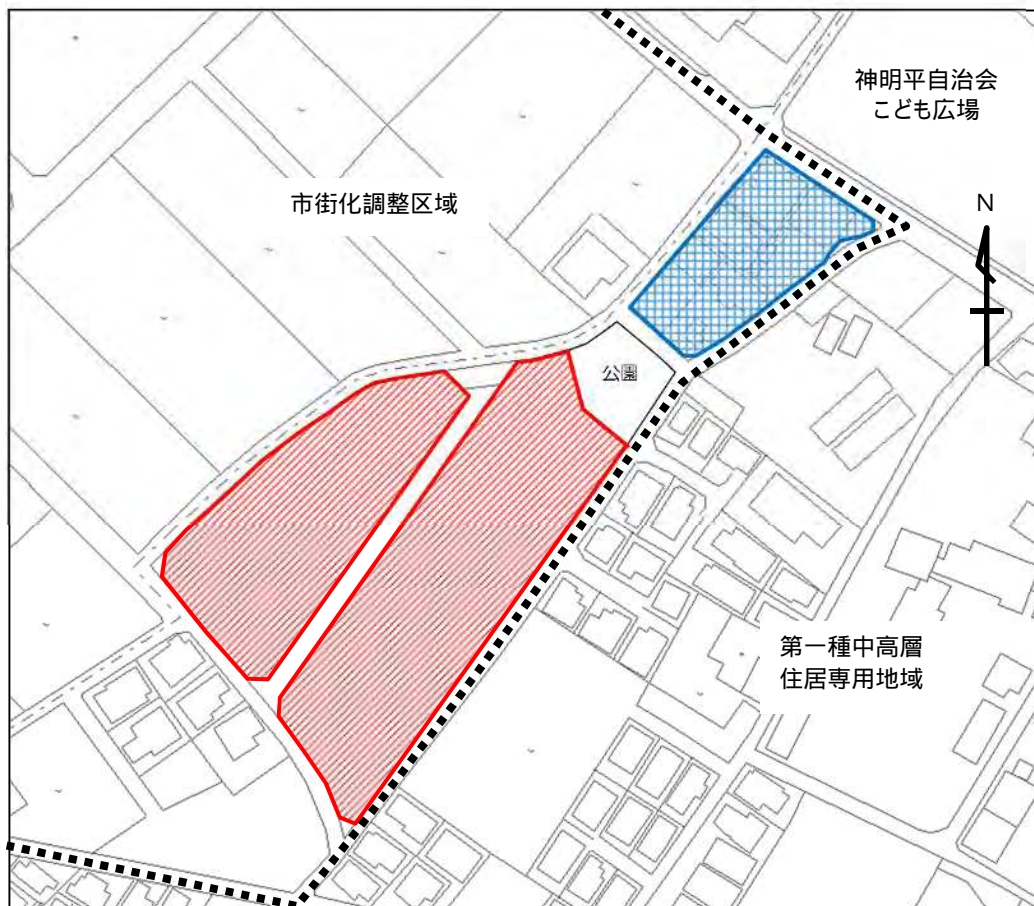 神明平自治会
こども広場
市街化調整区域
N
公園
第一種中高層
住居専用地域